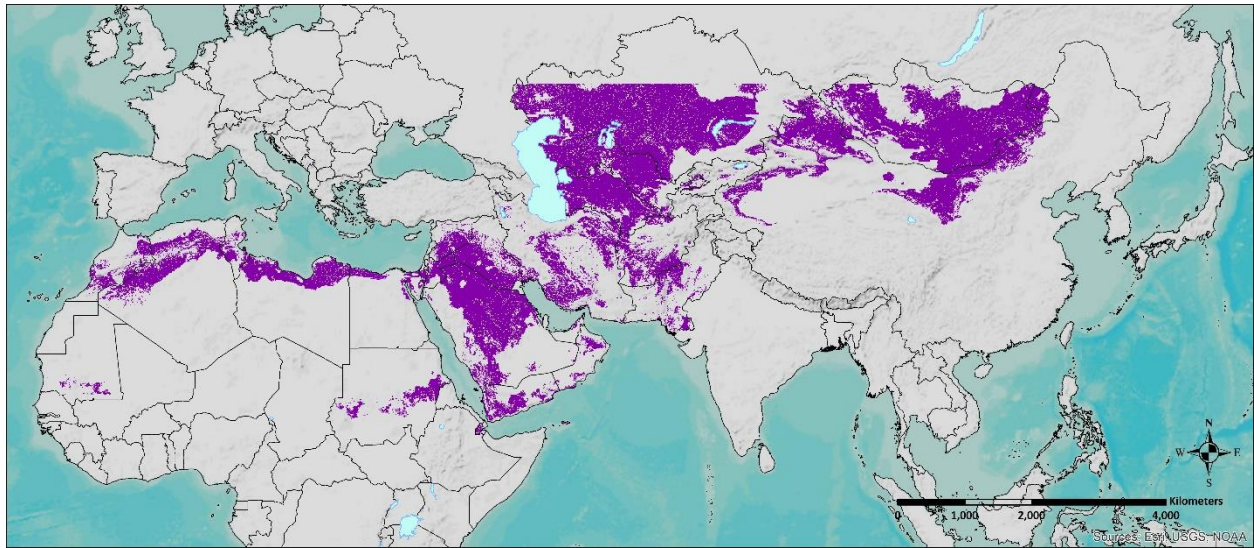 N
W E
S
Kilometers
0 1,000 2,000 4,000
Sources: Esri, USGS, NOAA